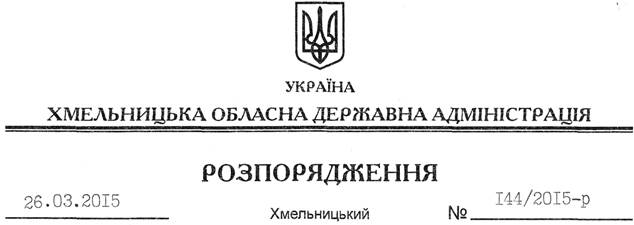 УКРАЇНА
ХМЕЛЬНИЦЬКА ОБЛАСНА ДЕРЖАВНА АДМІНІСТРАЦІЯ
РОЗПОРЯДЖЕННЯ
26.03.2015 Хмельницький № 144/2015-р